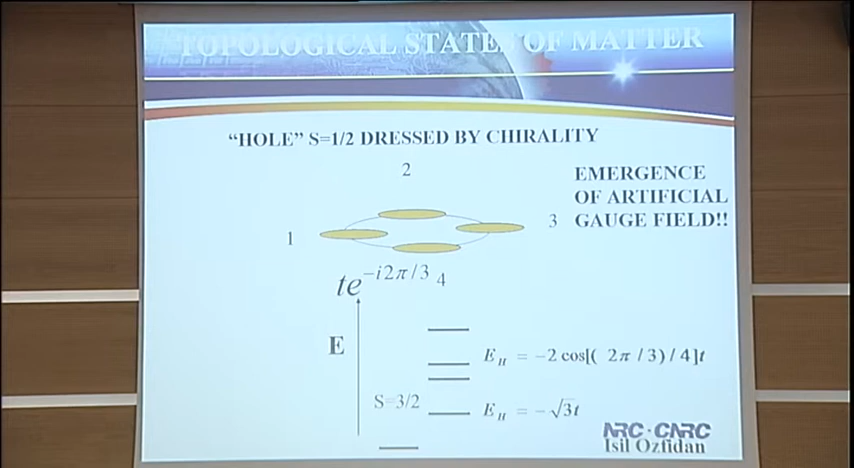 TOPOLOGICAL STATES OF MATTER
"HOLE" S=1/2 DRESSED BY CHIRALITY
EMERGENCE
OF ARTIFICIAL
GAUGE FIELD!!
2
1
3
4
te^{-i2π/3}
E
E_H = -2 cos[( 2π / 3) / 4]t
S=3/2
E_H = -√3t
NRC·CNRC
Isil Ozfidan